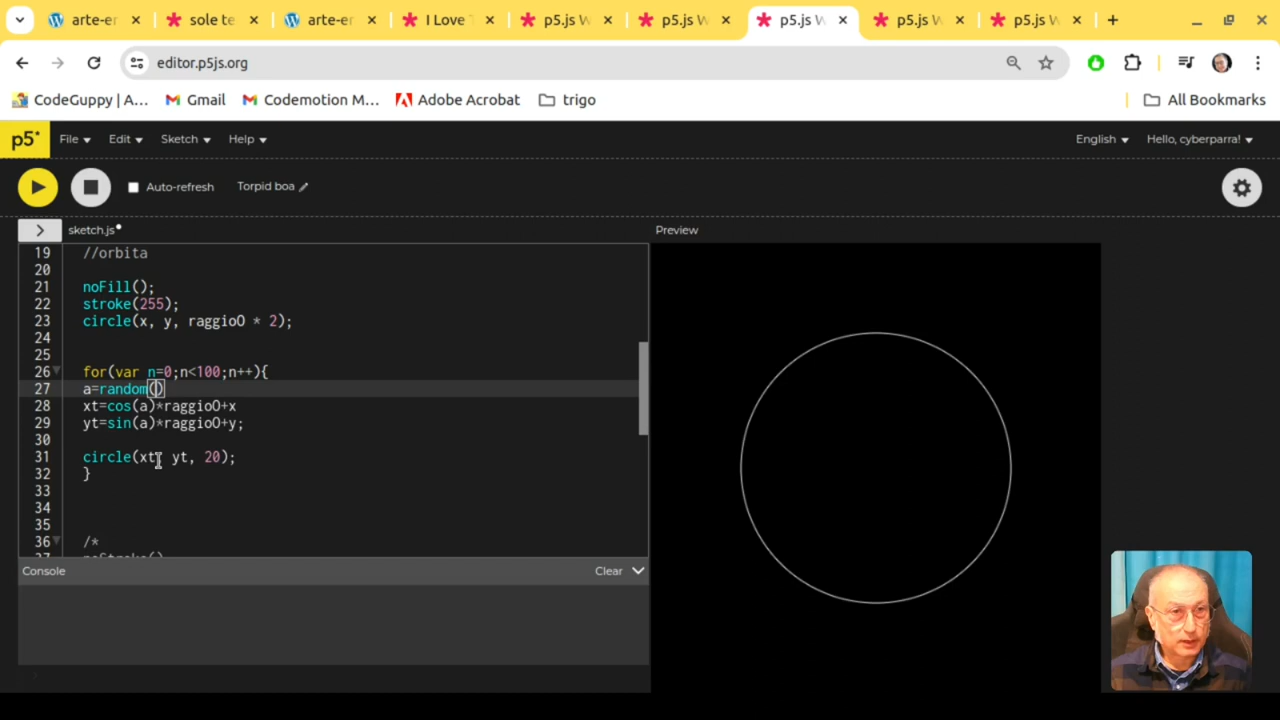 arte-er
sole te
arte-er
I Love T
p5.js W
p5.js W
p5.js W
p5.js W
p5.js W
editor.p5js.org
CodeGuppy | A...
Gmail
Codemotion M...
Adobe Acrobat
trigo
All Bookmarks
p5*
File
Edit
Sketch
Help
English
Hello, cyberparra!
Auto-refresh
Torpid boa
sketch.js
Preview
19 //orbita
20
21 noFill();
22 stroke(255);
23 circle(x, y, raggioO * 2);
24
25
26 for(var n=0;n<100;n++){
27 a=random()
28 xt=cos(a)*raggioO+x
29 yt=sin(a)*raggioO+y;
30
31 circle(xt, yt, 20);
32 }
33
34
35
36 /*
37 noStroke()
Console
Clear